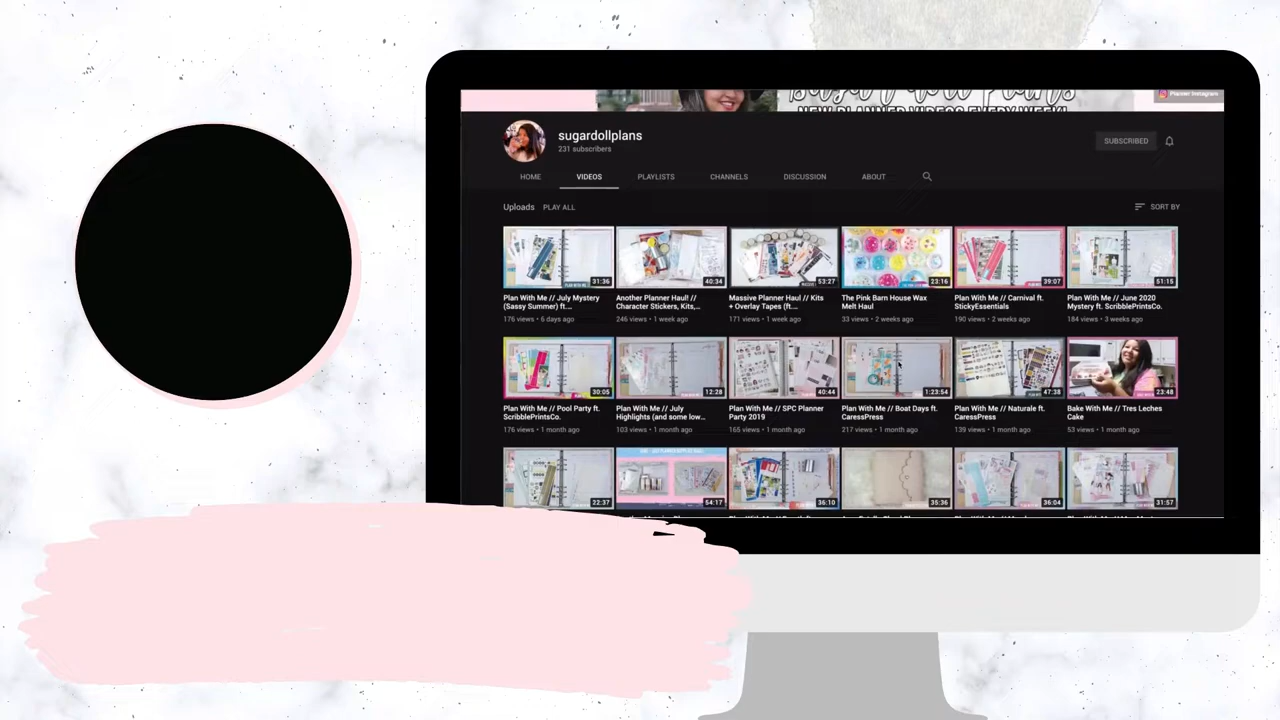 NEW PLANNER VIDEOS EVERY WEEK!
Planner Instagram
sugardollplans
231 subscribers
SUBSCRIBED
HOME VIDEOS PLAYLISTS CHANNELS DISCUSSION ABOUT
Uploads PLAY ALL SORT BY
31:36 40:34 53:27 23:16 39:07 51:15
Plan With Me // July Mystery
(Sassy Summer) ft....
176 views • 6 days ago
Another Planner Haul! //
Character Stickers, Kits,...
246 views • 1 week ago
Massive Planner Haul // Kits
+ Overlay Tapes (ft....
171 views • 1 week ago
The Pink Barn House Wax
Melt Haul
33 views • 2 weeks ago
Plan With Me // Carnival ft.
StickyEssentials
190 views • 2 weeks ago
Plan With Me // June 2020
Mystery ft. ScribblePrintsCo.
184 views • 3 weeks ago
30:05 12:28 40:44 1:23:54 47:38 23:48
Plan With Me // Pool Party ft.
ScribblePrintsCo.
176 views • 1 month ago
Plan With Me // July
Highlights (and some low...
103 views • 1 month ago
Plan With Me // SPC Planner
Party 2019
165 views • 1 month ago
Plan With Me // Boat Days ft.
CaressPress
217 views • 1 month ago
Plan With Me // Naturale ft.
CaressPress
139 views • 1 month ago
Bake With Me // Tres Leches
Cake
53 views • 1 month ago
22:37 54:17 36:10 35:36 36:04 31:57